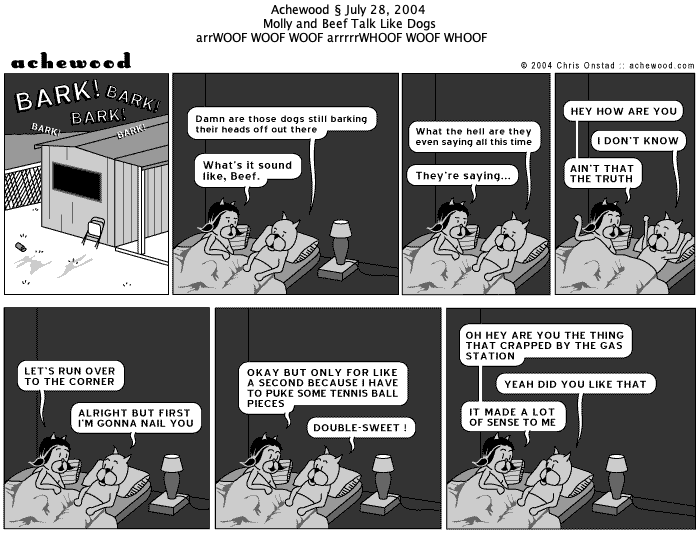 Achewood § July 28, 2004
Molly and Beef Talk Like Dogs
arrWOOF WOOF WOOF arrrrrWHOOF WOOF WHOOF
achewood
© 2004 Chris Onstad :: achewood.com
BARK!
BARK!
BARK!
BARK!
BARK!
Damn are those dogs still barking
their heads off out there
What's it sound
like, Beef.
What the hell are they
even saying all this time
They're saying...
HEY HOW ARE YOU
I DON'T KNOW
AIN'T THAT
THE TRUTH
LET'S RUN OVER
TO THE CORNER
ALRIGHT BUT FIRST
I'M GONNA NAIL YOU
OKAY BUT ONLY FOR LIKE
A SECOND BECAUSE I HAVE
TO PUKE SOME TENNIS BALL
PIECES
DOUBLE-SWEET !
OH HEY ARE YOU THE THING
THAT CRAPPED BY THE GAS
STATION
YEAH DID YOU LIKE THAT
IT MADE A LOT
OF SENSE TO ME